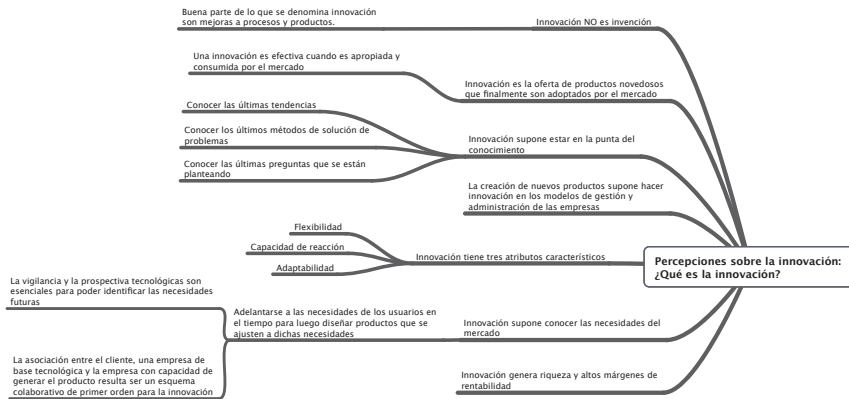 Buena parte de lo que se denomina innovación
son mejoras a procesos y productos.
Innovación NO es invención
Una innovación es efectiva cuando es apropiada y
consumida por el mercado
Innovación es la oferta de productos novedosos
que finalmente son adoptados por el mercado
Conocer las últimas tendencias
Conocer los últimos métodos de solución de
problemas
Conocer las últimas preguntas que se están
planteando
Innovación supone estar en la punta del
conocimiento
La creación de nuevos productos supone hacer
innovación en los modelos de gestión y
administración de las empresas
Flexibilidad
Capacidad de reacción
Adaptabilidad
Innovación tiene tres atributos característicos
Percepciones sobre la innovación:
¿Qué es la innovación?
La vigilancia y la prospectiva tecnológicas son
esenciales para poder identificar las necesidades
futuras
La asociación entre el cliente, una empresa de
base tecnológica y la empresa con capacidad de
generar el producto resulta ser un esquema
colaborativo de primer orden para la innovación
Adelantarse a las necesidades de los usuarios en
el tiempo para luego diseñar productos que se
ajusten a dichas necesidades
Innovación supone conocer las necesidades del
mercado
Innovación genera riqueza y altos márgenes de
rentabilidad